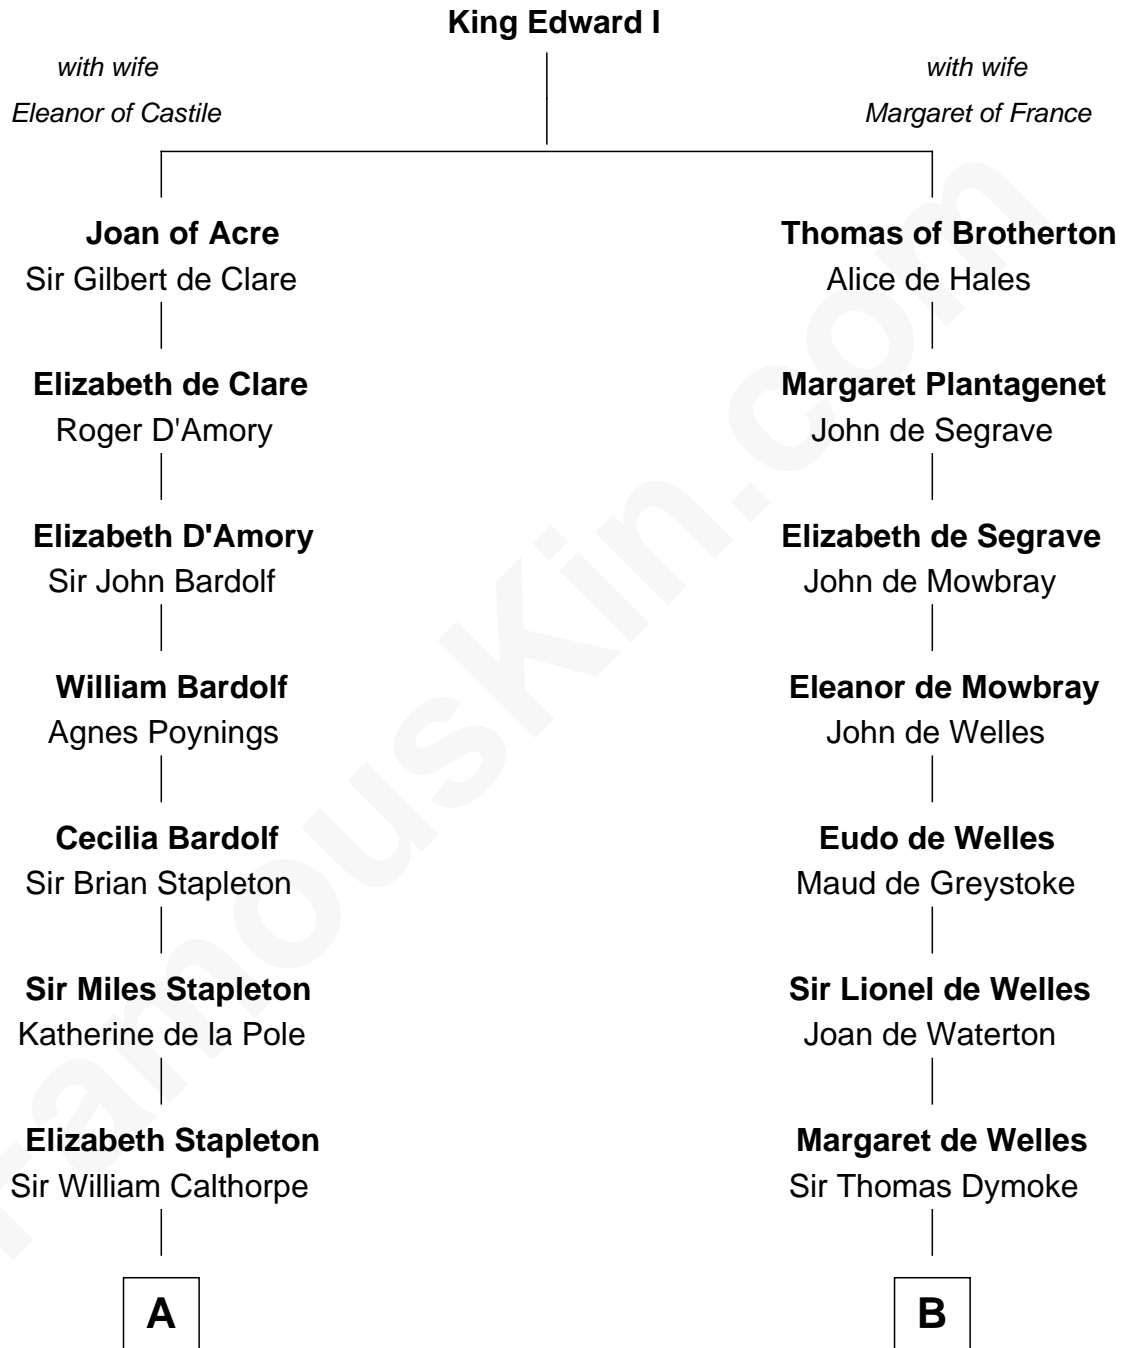 King Edward I
with wife
Eleanor of Castile
with wife
Margaret of France
Joan of Acre
Sir Gilbert de Clare
Thomas of Brotherton
Alice de Hales
Elizabeth de Clare
Roger D'Amory
Margaret Plantagenet
John de Segrave
Elizabeth D'Amory
Sir John Bardolf
Elizabeth de Segrave
John de Mowbray
William Bardolf
Agnes Poynings
Eleanor de Mowbray
John de Welles
Cecilia Bardolf
Sir Brian Stapleton
Eudo de Welles
Maud de Greystoke
Sir Miles Stapleton
Katherine de la Pole
Sir Lionel de Welles
Joan de Waterton
Elizabeth Stapleton
Sir William Calthorpe
Margaret de Welles
Sir Thomas Dymoke
A
B
FamousKin.com